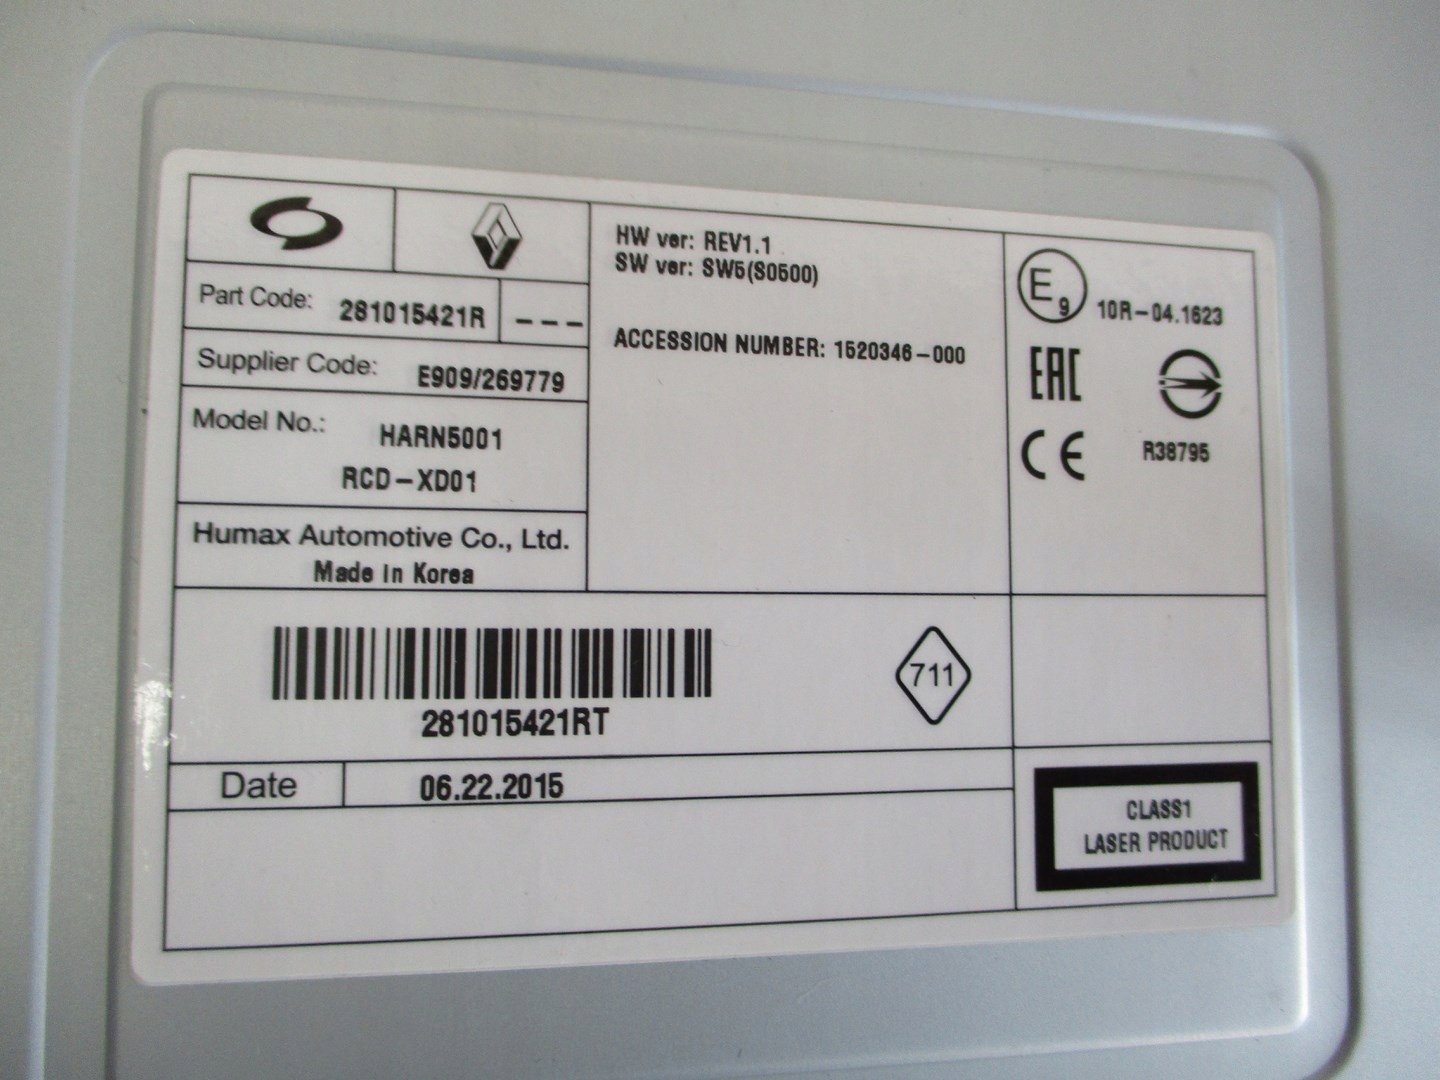 Part Code: 281015421R ---
Supplier Code: E909/269779
Model No.: HARN5001
RCD-XD01
Humax Automotive Co., Ltd.
Made in Korea
HW ver: REV1.1
SW ver: SW5(S0500)
ACCESSION NUMBER: 1520346-000
E9 10R-04.1623
EAC
CE R38795
281015421RT
711
Date 06.22.2015
CLASS1
LASER PRODUCT